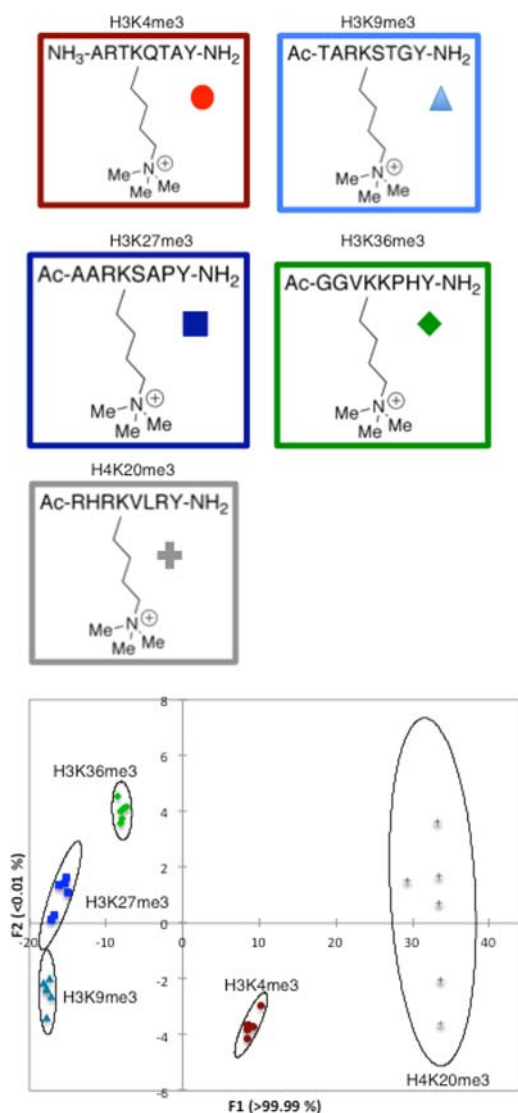 H3K4me3
H3K9me3
NH3-ARTKQTAY-NH2
N
Me
Me
Me
Ac-TARKSTGY-NH2
N
Me
Me
Me
H3K27me3
H3K36me3
Ac-AARKSAPY-NH2
N
Me
Me
Me
Ac-GGVKKPHY-NH2
N
Me
Me
Me
H4K20me3
Ac-RHRKVLRY-NH2
N
Me
Me
Me
8
6
4
2
0
-2
-4
-6
-20
-10
0
10
20
30
40
H3K36me3
H3K27me3
H3K9me3
H3K4me3
H4K20me3
F2 (<0.01 %)
F1 (>99.99 %)